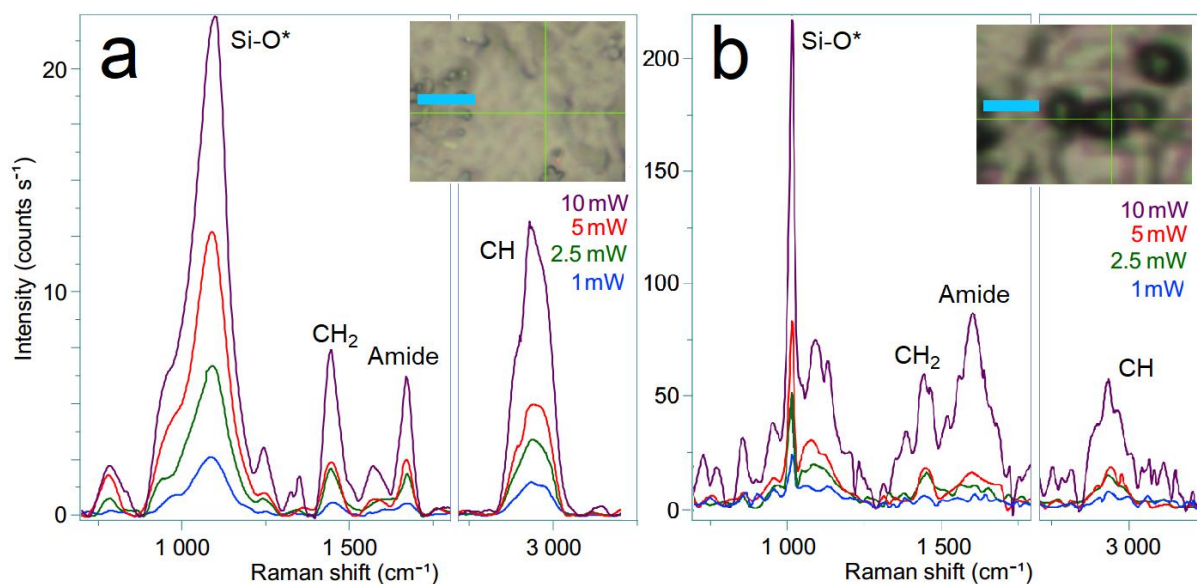 a
Si-O*
20
10
0
Intensity (counts s⁻¹)
10 mW
5 mW
2.5 mW
1 mW
CH
CH₂
Amide
1 000
1 500
3 000
Raman shift (cm⁻¹)
b
Si-O*
200
150
100
50
0
10 mW
5 mW
2.5 mW
1 mW
Amide
CH₂
CH
1 000
1 500
3 000
Raman shift (cm⁻¹)